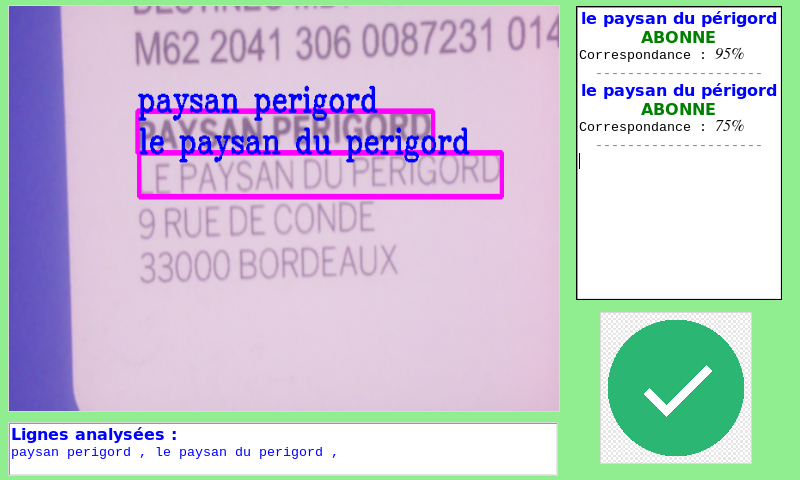 M62 2041 306 0087231 014
paysan perigord
PAYSAN PERIGORD
le paysan du perigord
LE PAYSAN DU PERIGORD
9 RUE DE CONDE
33000 BORDEAUX
le paysan du périgord
ABONNE
Correspondance : 95%
--------------------
le paysan du périgord
ABONNE
Correspondance : 75%
--------------------
Lignes analysées :
paysan perigord , le paysan du perigord ,